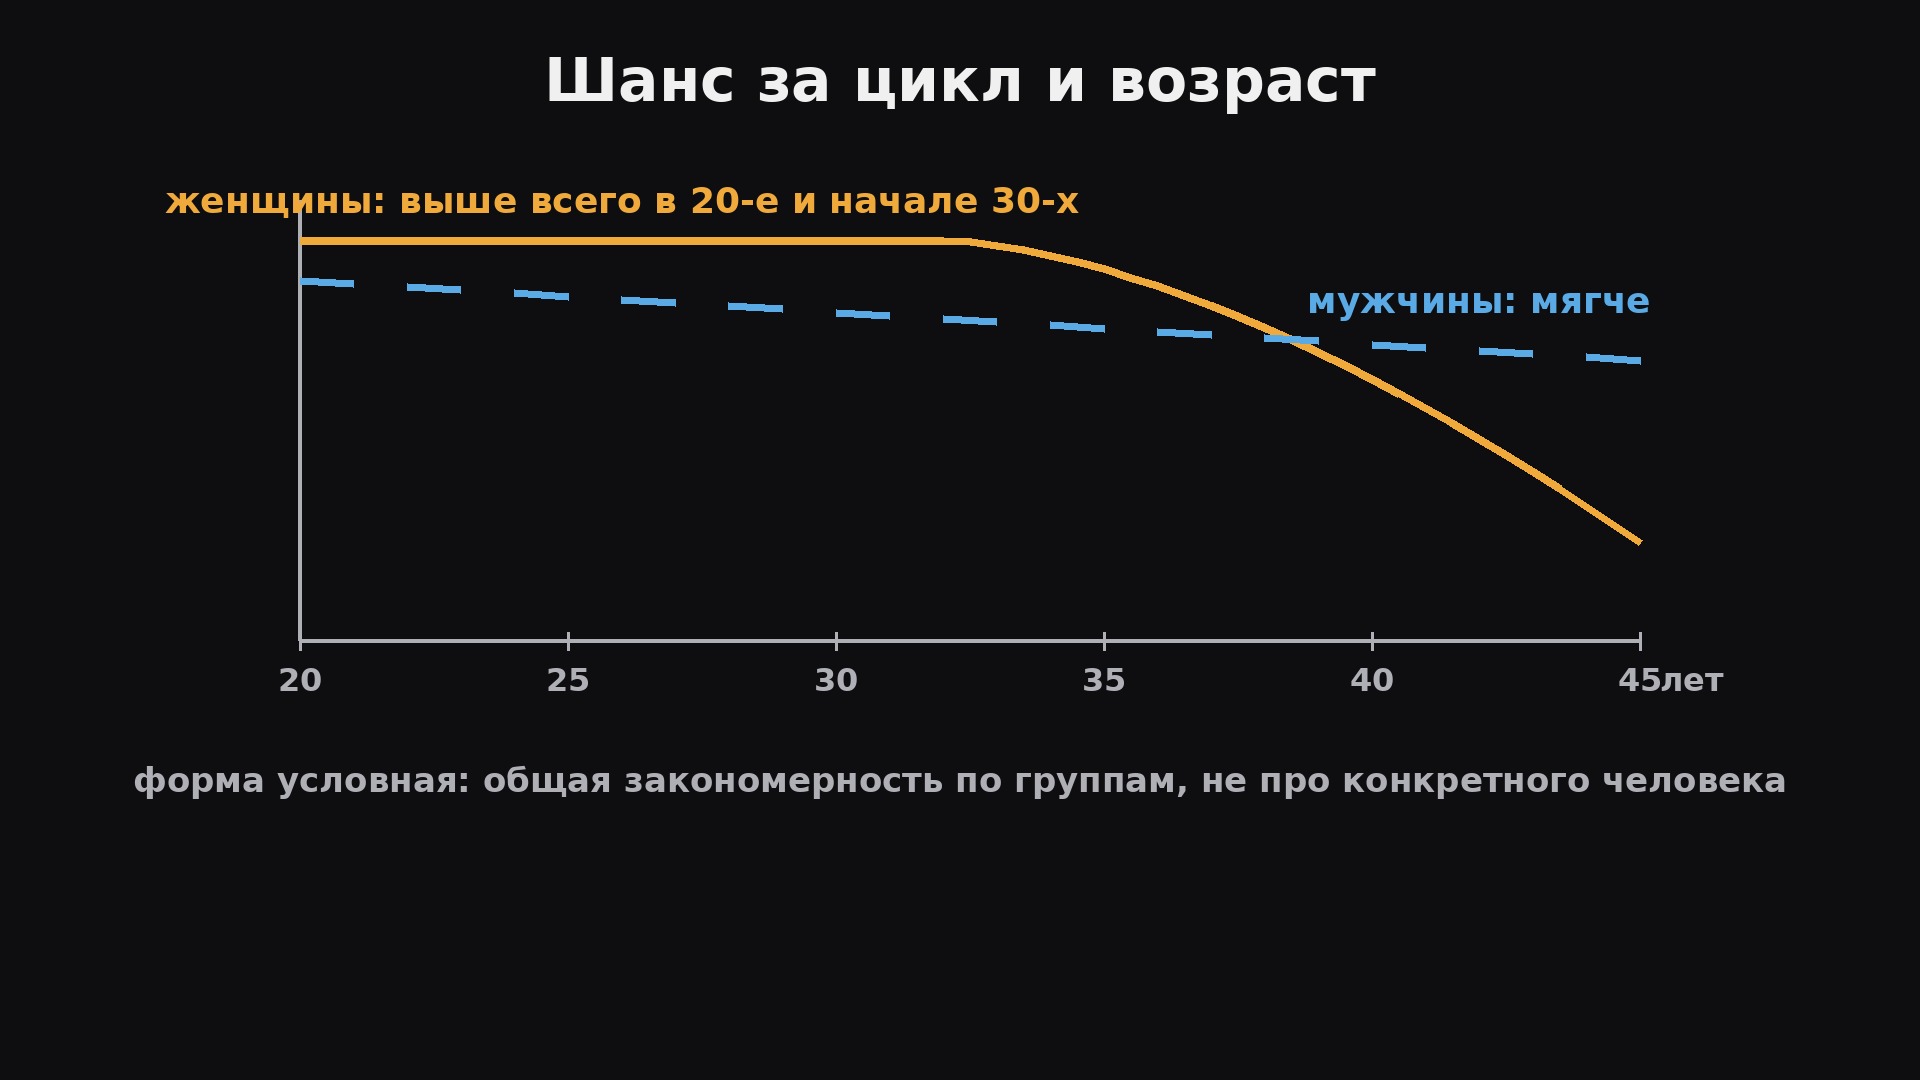 Шанс за цикл и возраст
женщины: выше всего в 20-е и начале 30-х
мужчины: мягче
20 25 30 35 40 45лет
форма условная: общая закономерность по группам, не про конкретного человека